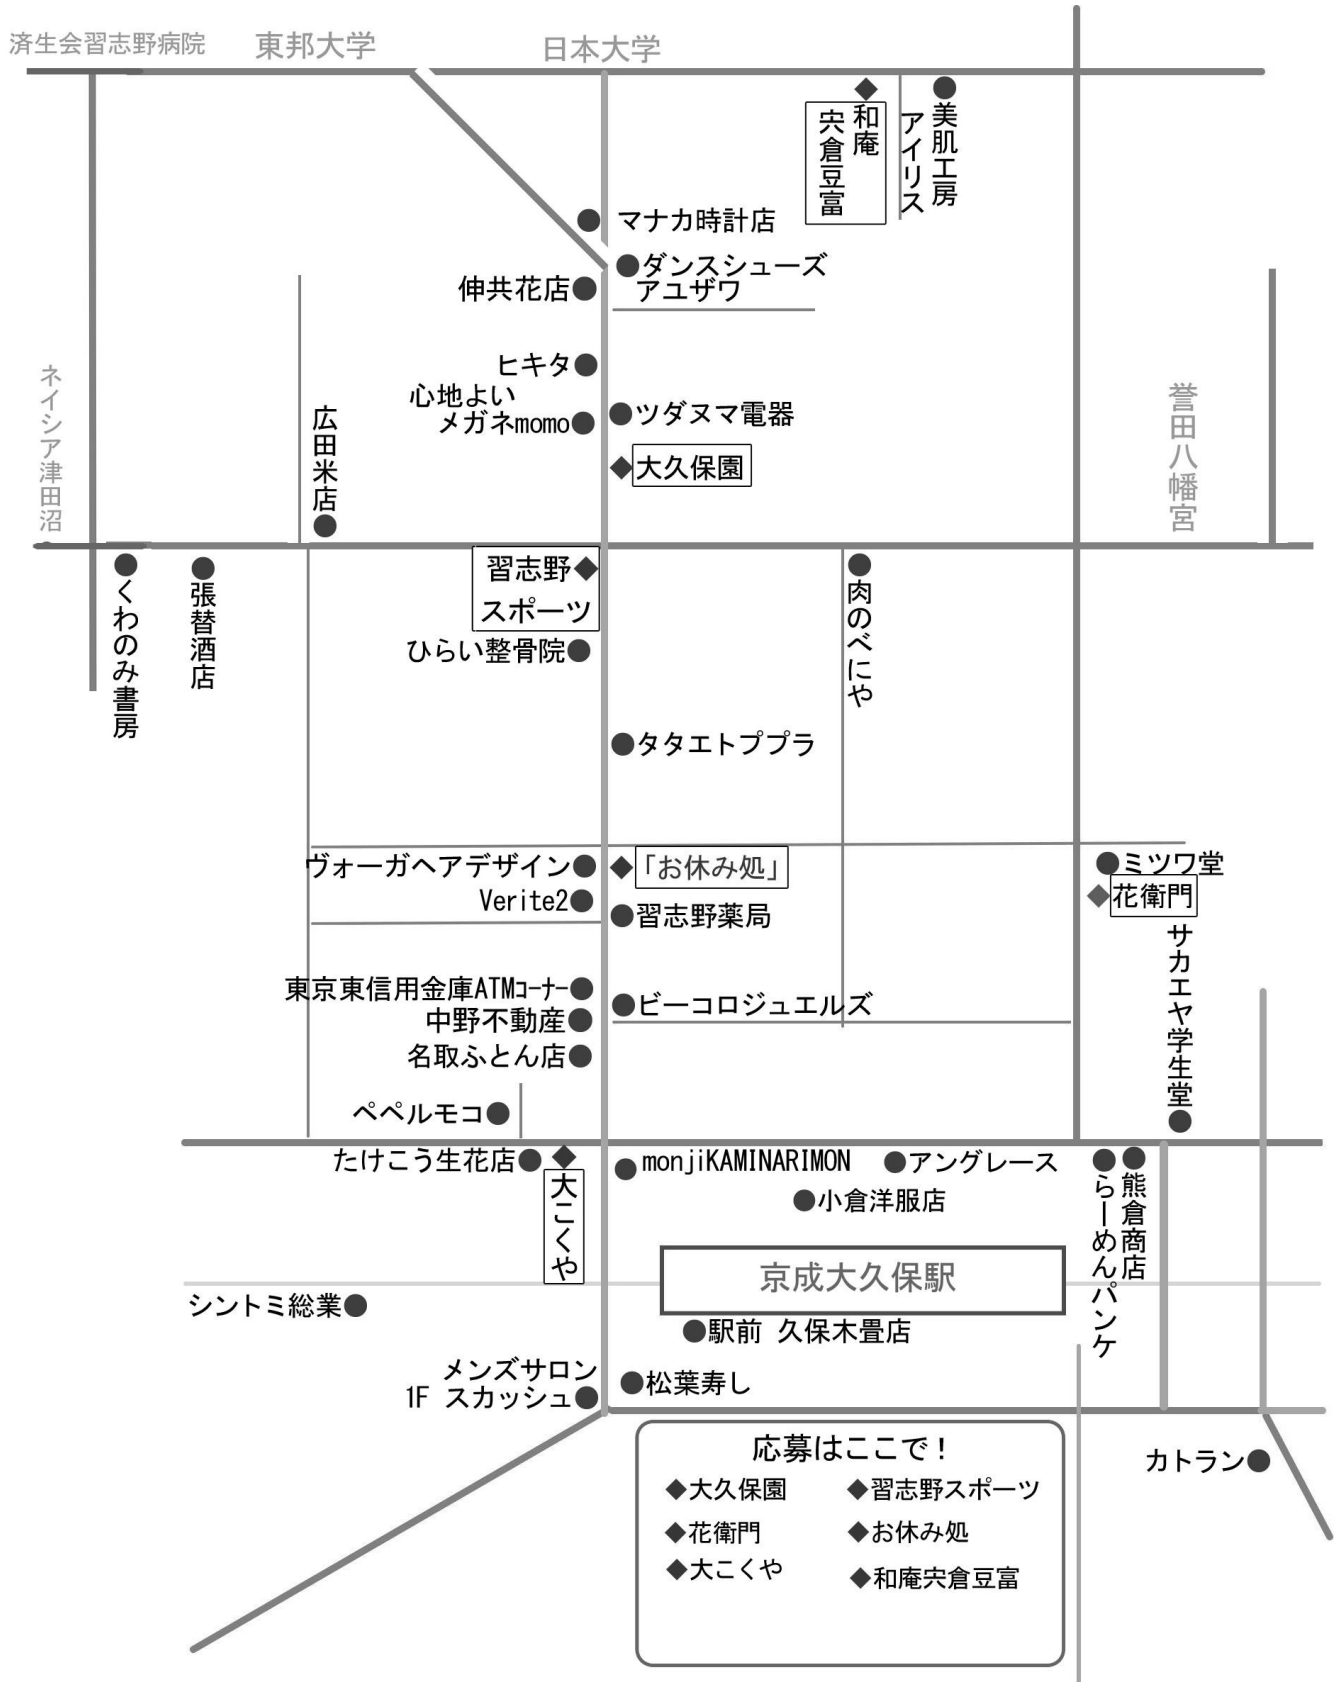 済生会習志野病院
東邦大学
日本大学
和庵
宍倉豆富
美肌工房
アイリス
マナカ時計店
ダンスシューズ
アユザワ
伸共花店
ヒキタ
心地よい
メガネmomo
ツダヌマ電器
大久保園
ネイシア津田沼
広田米店
誉田八幡宮
くわのみ書房
張替酒店
習志野
スポーツ
肉のべにや
ひらい整骨院
タタエトププラ
ヴォーガヘアデザイン
「お休み処」
ミツワ堂
Verite2
花衛門
習志野薬局
サカエヤ学生堂
東京東信用金庫ATMコーナー
ビーコロジュエルズ
中野不動産
名取ふとん店
ペペルモコ
たけこう生花店
大こくや
monjiKAMINARIMON
アングレース
熊倉商店
らーめんパンケ
小倉洋服店
京成大久保駅
シントミ総業
駅前 久保木畳店
メンズサロン
1F スカッシュ
松葉寿し
カトラン
応募はここで!
◆大久保園
◆習志野スポーツ
◆花衛門
◆お休み処
◆大こくや
◆和庵宍倉豆富